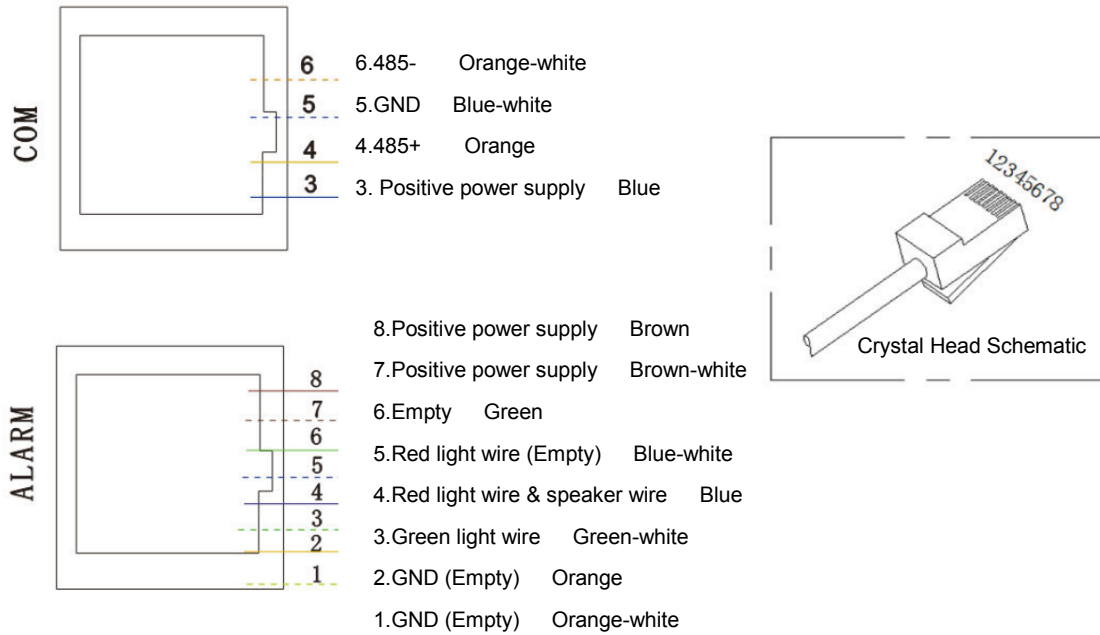 COM
6
5
4
3
6.485- Orange-white
5.GND Blue-white
4.485+ Orange
3. Positive power supply Blue
12345678
Crystal Head Schematic
ALARM
8
7
6
5
4
3
2
1
8.Positive power supply Brown
7.Positive power supply Brown-white
6.Empty Green
5.Red light wire (Empty) Blue-white
4.Red light wire & speaker wire Blue
3.Green light wire Green-white
2.GND (Empty) Orange
1.GND (Empty) Orange-white